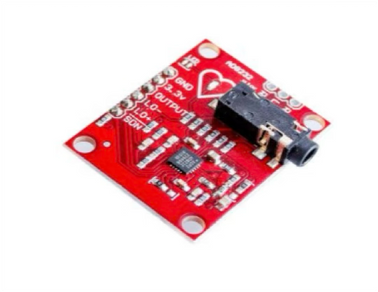 GND
3.3v
OUTPUT
LO-
LO+
SDN
AD8232